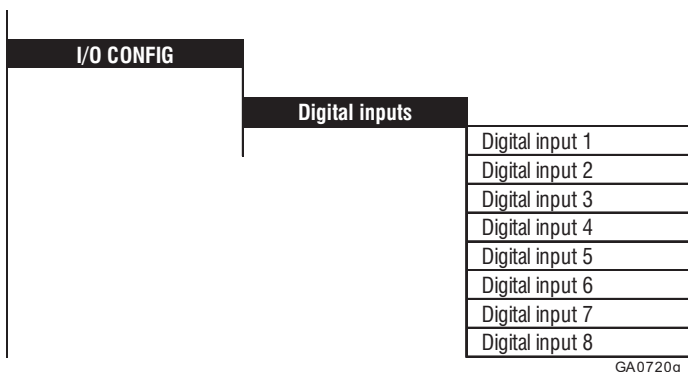 I/O CONFIG
Digital inputs
Digital input 1
Digital input 2
Digital input 3
Digital input 4
Digital input 5
Digital input 6
Digital input 7
Digital input 8
GA0720g